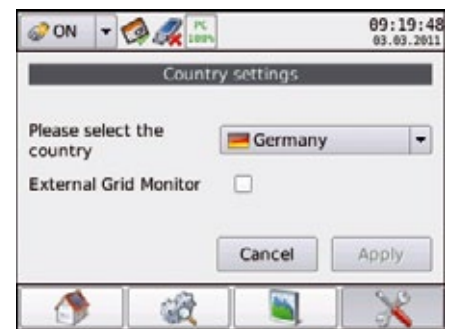 ON PC 100% 09:19:48
03.03.2011
Country settings
Please select the country
Germany
External Grid Monitor
Cancel Apply